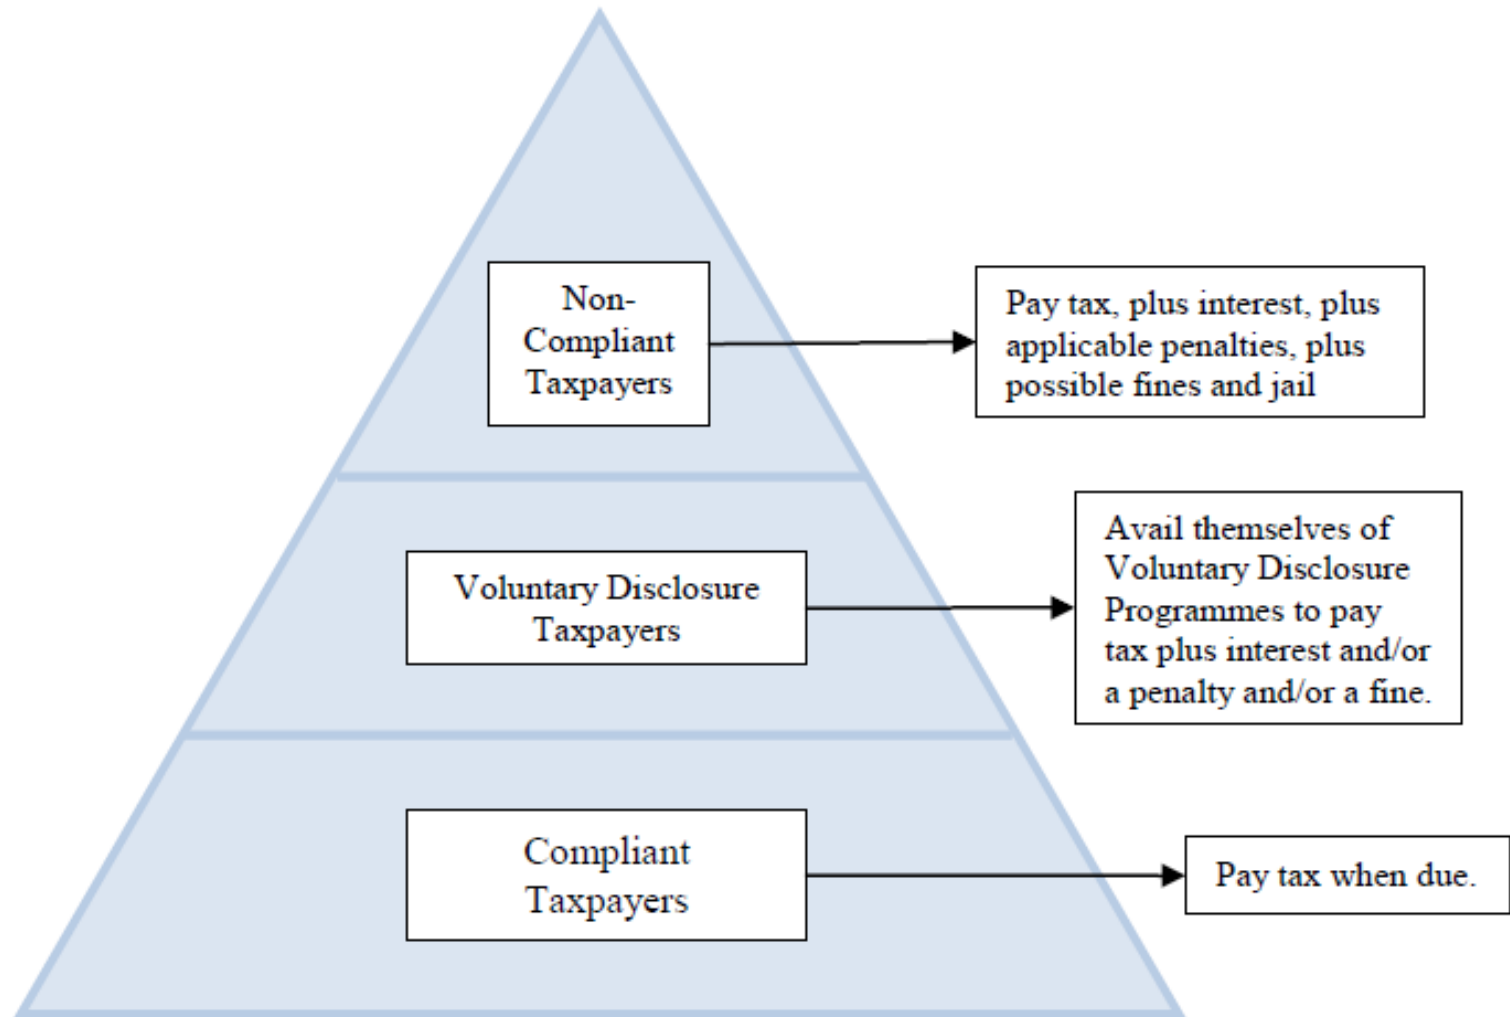 Non-
Compliant
Taxpayers
Pay tax, plus interest, plus
applicable penalties, plus
possible fines and jail
Voluntary Disclosure
Taxpayers
Avail themselves of
Voluntary Disclosure
Programmes to pay
tax plus interest and/or
a penalty and/or a fine.
Compliant
Taxpayers
Pay tax when due.